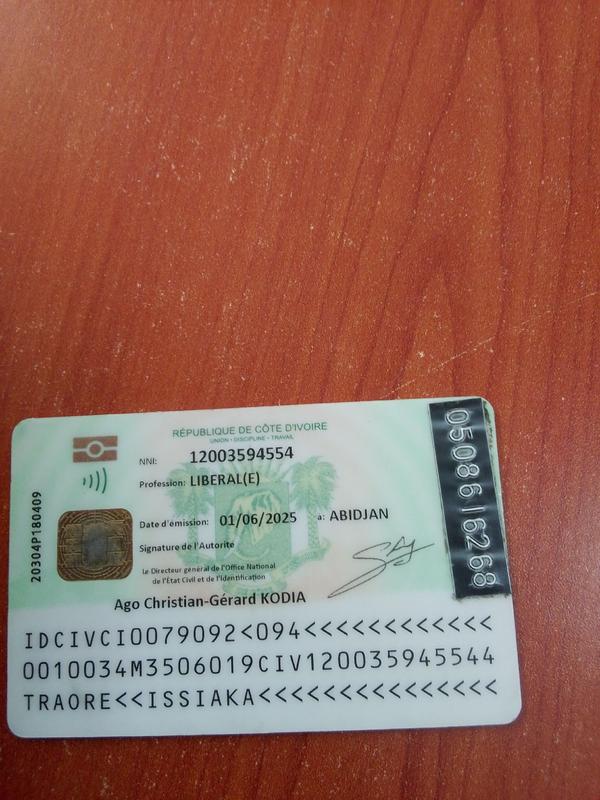 RÉPUBLIQUE DE CÔTE D'IVOIRE
UNION - DISCIPLINE - TRAVAIL
NNI: 12003594554
Profession: LIBERAL(E)
Date d'émission: 01/06/2025 à: ABIDJAN
Signature de l'Autorité
Le Directeur général de l'Office National
de l'État Civil et de l'Identification
Ago Christian-Gérard KODIA
20304P180409
0508616268
IDCIVCI0079092<094<<<<<<<<<<<<
0010034M3506019CIV120035945544
TRAORE<<ISSIAKA<<<<<<<<<<<<<<<